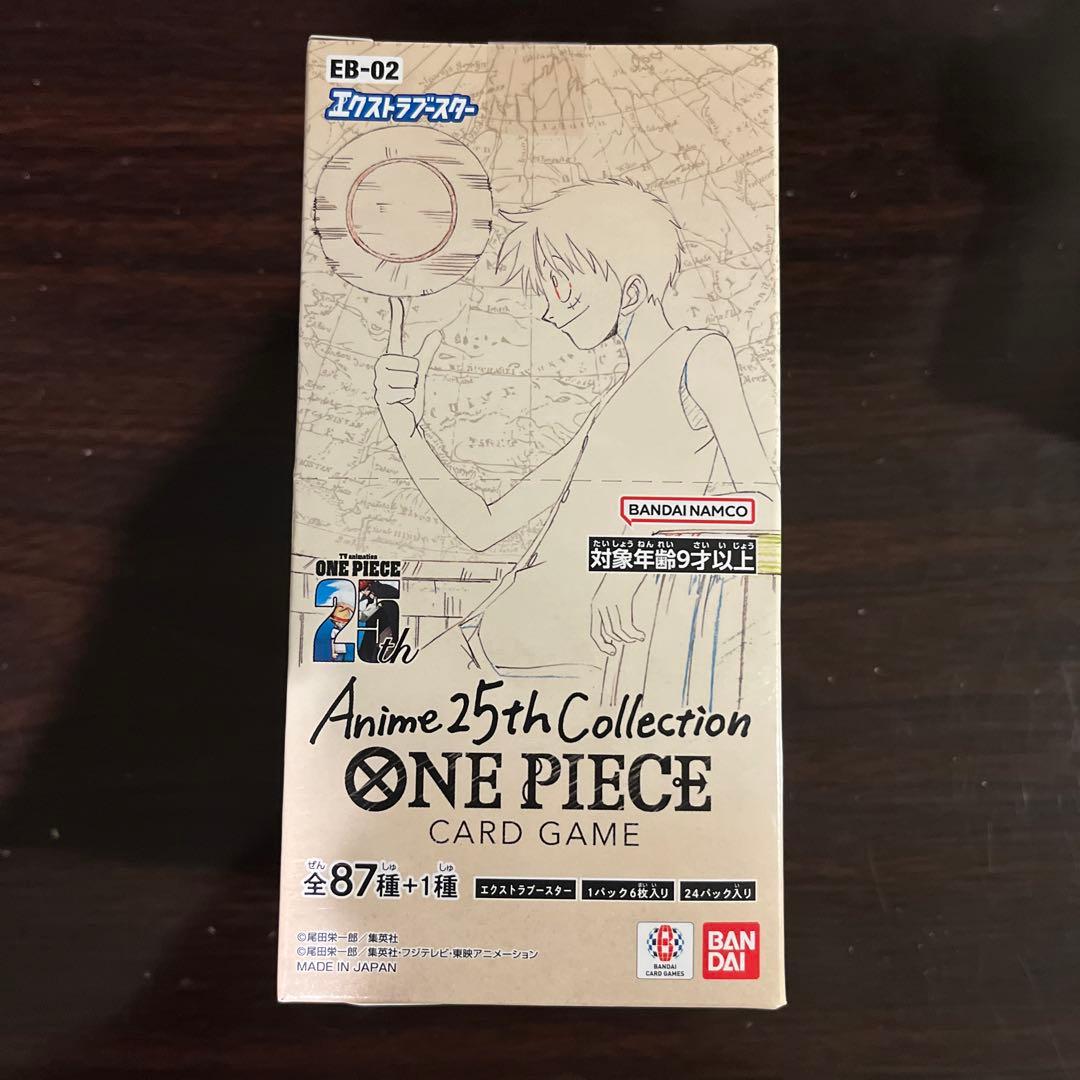 EB-02
エクストラブースター
BANDAI NAMCO
たいしょうねんれい さいいじょう
対象年齢9才以上
TV animation
ONE PIECE
25th
Anime 25th Collection
ONE PIECE
CARD GAME
ぜん しゅ しゅ
全87種+1種
エクストラブースター
まいい
1パック6枚入り
い
24パック入り
©尾田栄一郎/集英社
©尾田栄一郎/集英社・フジテレビ・東映アニメーション
MADE IN JAPAN
BANDAI
CARD GAMES
BAN
DAI